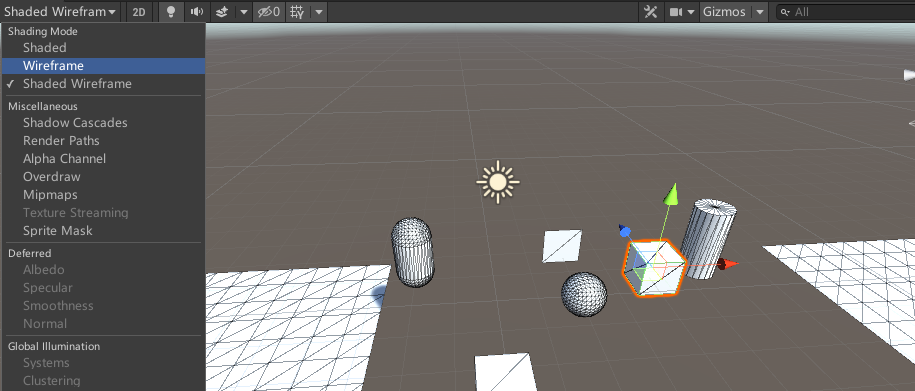 Shaded Wirefram 2D 0 Gizmos All
Shading Mode
Shaded
Wireframe
✓ Shaded Wireframe
Miscellaneous
Shadow Cascades
Render Paths
Alpha Channel
Overdraw
Mipmaps
Texture Streaming
Sprite Mask
Deferred
Albedo
Specular
Smoothness
Normal
Global Illumination
Systems
Clustering